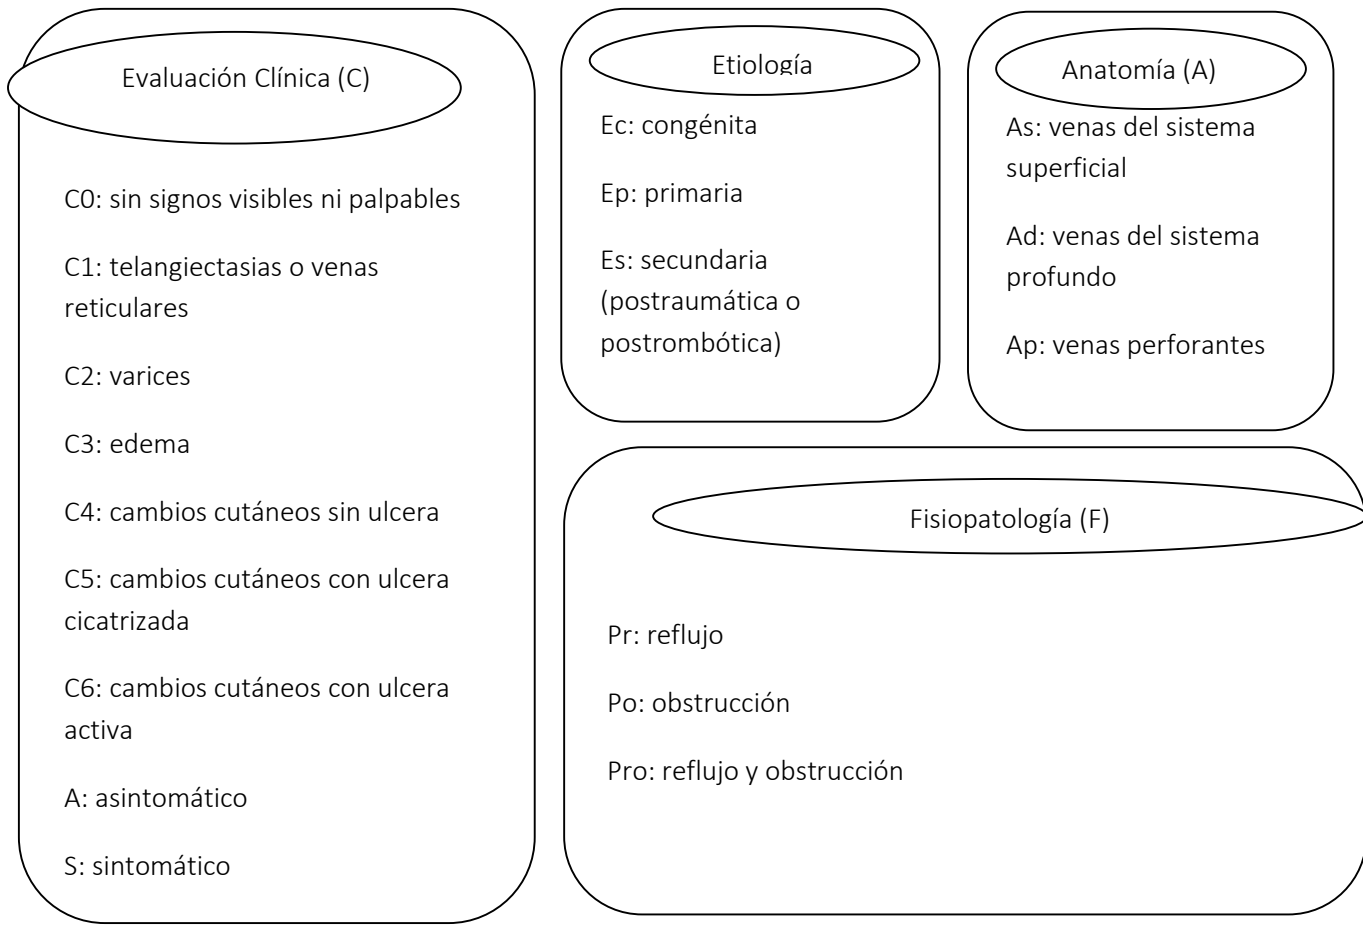 Evaluación Clínica (C)
C0: sin signos visibles ni palpables
C1: telangiectasias o venas
reticulares
C2: varices
C3: edema
C4: cambios cutáneos sin ulcera
C5: cambios cutáneos con ulcera
cicatrizada
C6: cambios cutáneos con ulcera
activa
A: asintomático
S: sintomático
Etiología
Ec: congénita
Ep: primaria
Es: secundaria
(postraumática o
postrombótica)
Anatomía (A)
As: venas del sistema
superficial
Ad: venas del sistema
profundo
Ap: venas perforantes
Fisiopatología (F)
Pr: reflujo
Po: obstrucción
Pro: reflujo y obstrucción